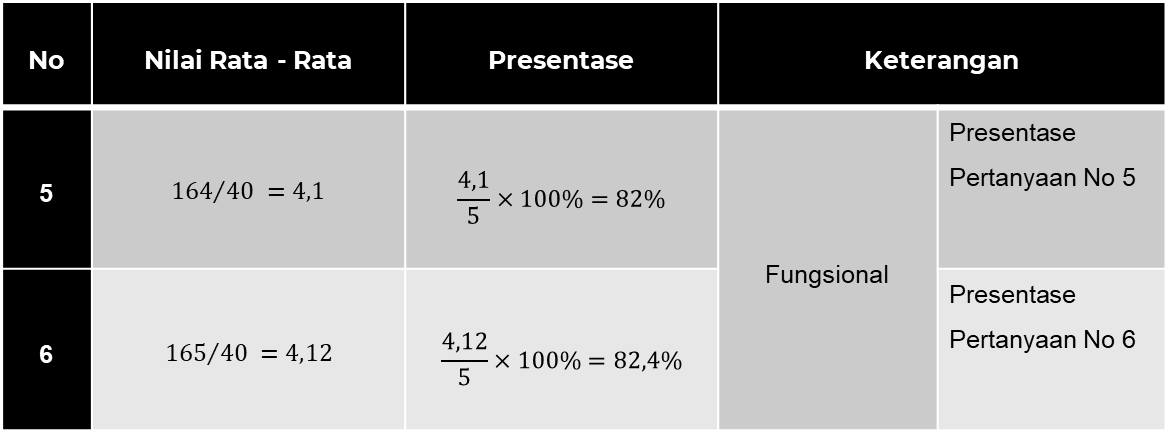 No Nilai Rata - Rata Presentase Keterangan
5 164/40 = 4,1 4,1/5 × 100% = 82% Fungsional Presentase
Pertanyaan No 5
6 165/40 = 4,12 4,12/5 × 100% = 82,4% Presentase
Pertanyaan No 6